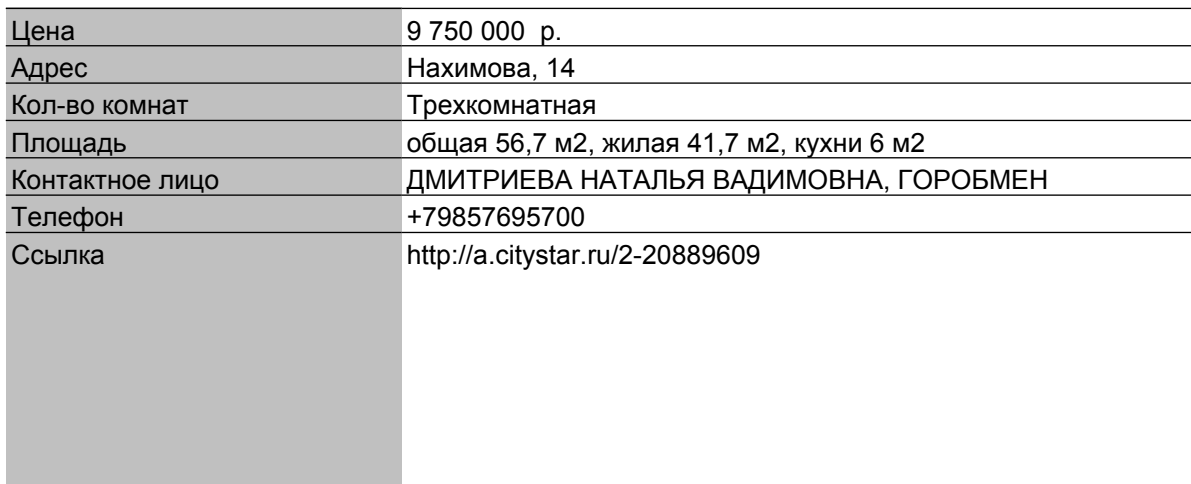 Цена 9 750 000 р.
Адрес Нахимова, 14
Кол-во комнат Трехкомнатная
Площадь общая 56,7 м2, жилая 41,7 м2, кухни 6 м2
Контактное лицо ДМИТРИЕВА НАТАЛЬЯ ВАДИМОВНА, ГОРОБМЕН
Телефон +79857695700
Ссылка http://a.citystar.ru/2-20889609